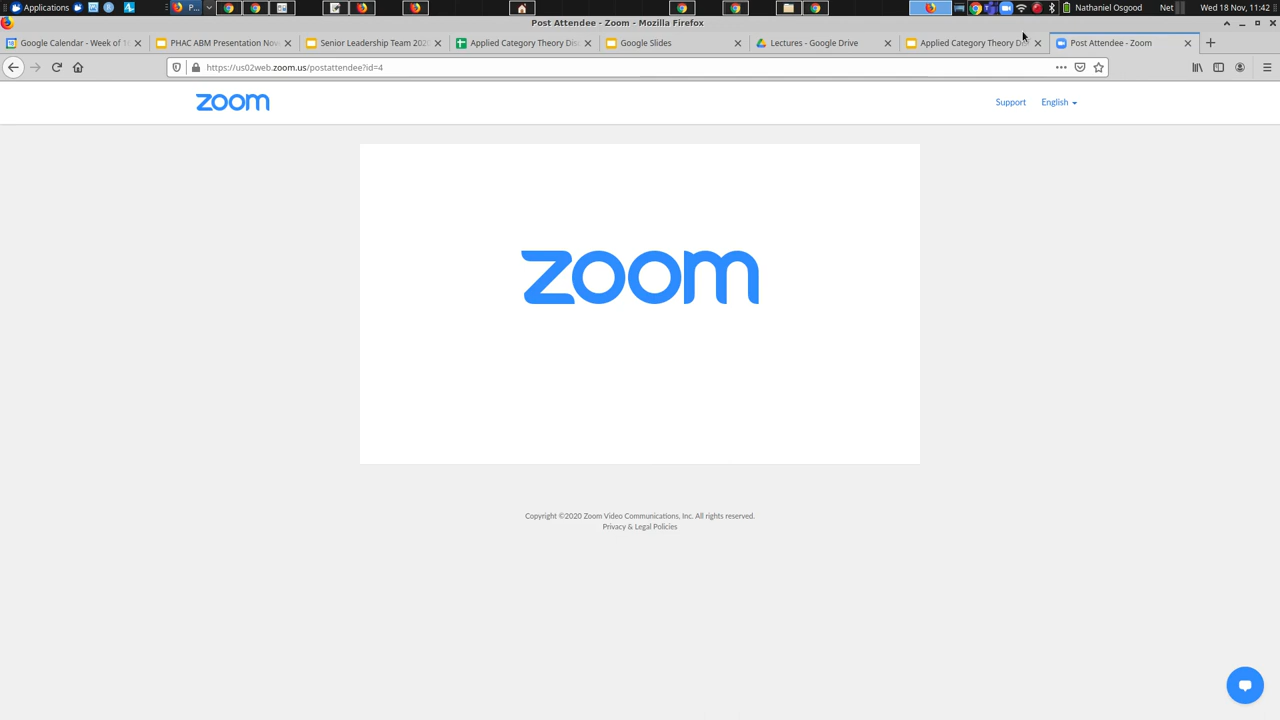 Applications
P...
Nathaniel Osgood
Net
Wed 18 Nov, 11:42
Post Attendee - Zoom - Mozilla Firefox
Google Calendar - Week of 1
PHAC ABM Presentation Nov
Senior Leadership Team 202
Applied Category Theory Dis
Google Slides
Lectures - Google Drive
Applied Category Theory De
Post Attendee - Zoom
https://us02web.zoom.us/postattendee?id=4
zoom
Support
English
zoom
Copyright ©2020 Zoom Video Communications, Inc. All rights reserved.
Privacy & Legal Policies